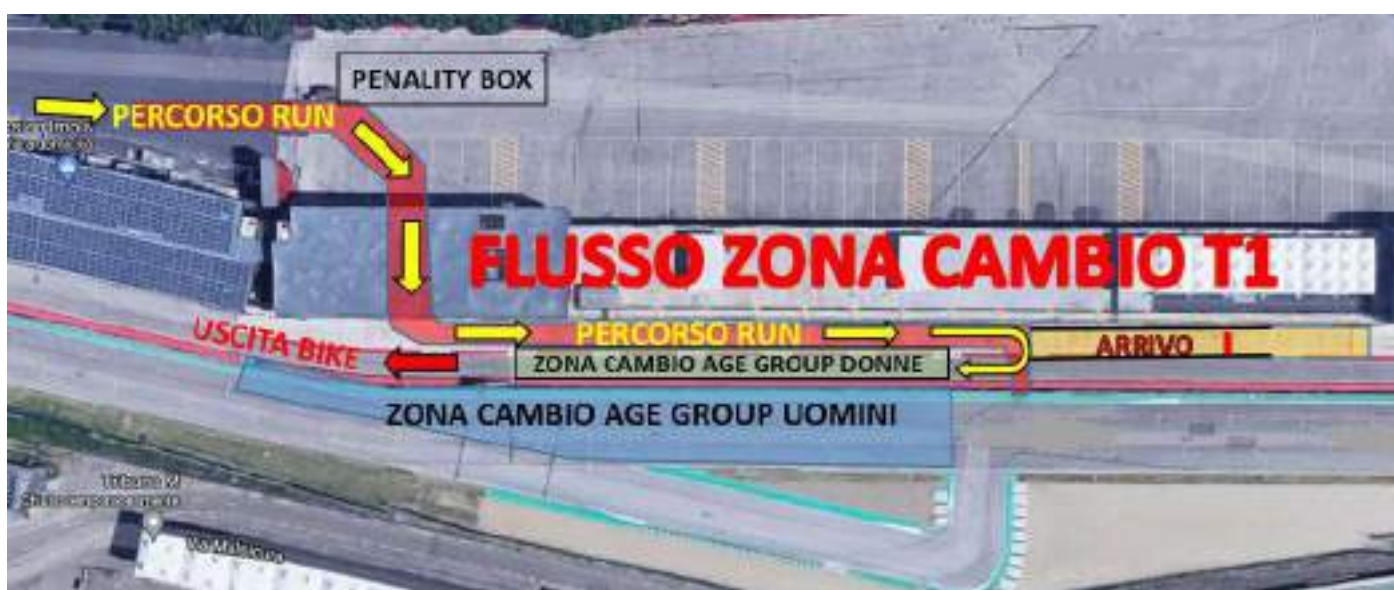 PENALITY BOX
PERCORSO RUN
FLUSSO ZONA CAMBIO T1
USCITA BIKE
PERCORSO RUN
ARRIVO
ZONA CAMBIO AGE GROUP DONNE
ZONA CAMBIO AGE GROUP UOMINI